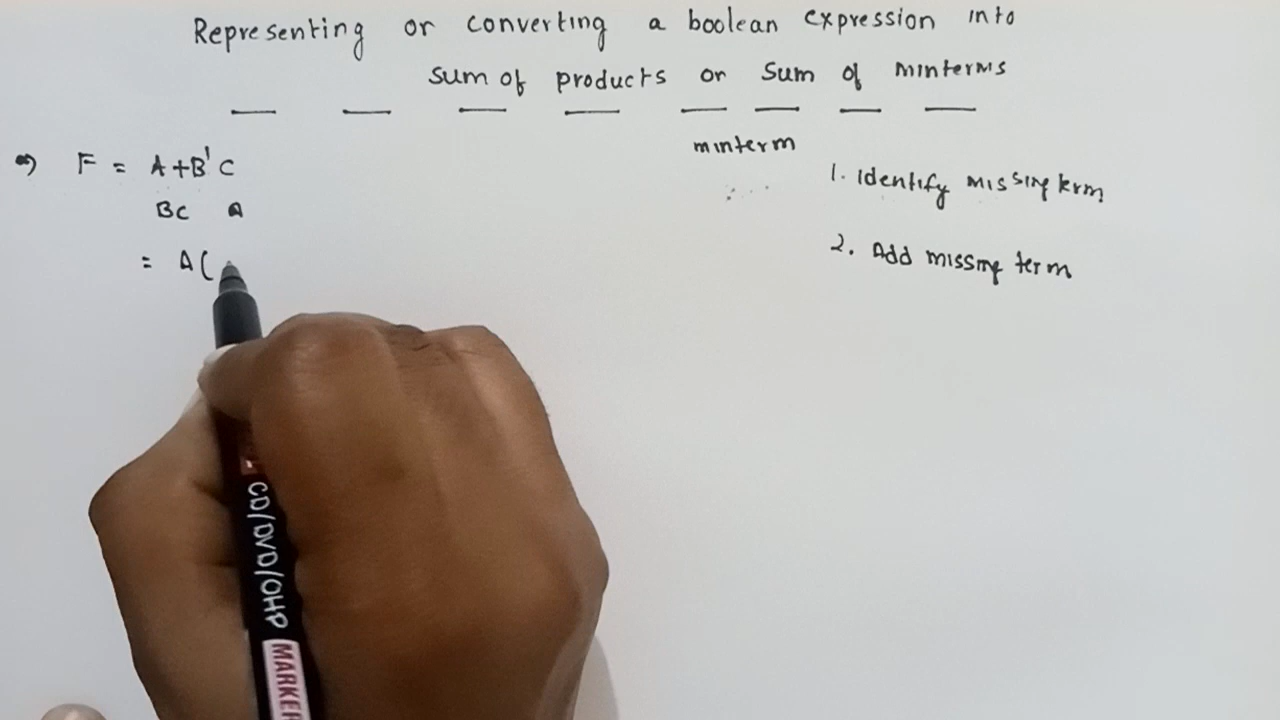 Representing or converting a boolean expression into
sum of products or sum of minterms
minterm
⇒ F = A+B'C
BC A
= A(
1. Identify missing term
2. Add missing term
CD/DVD/OHP MARKER